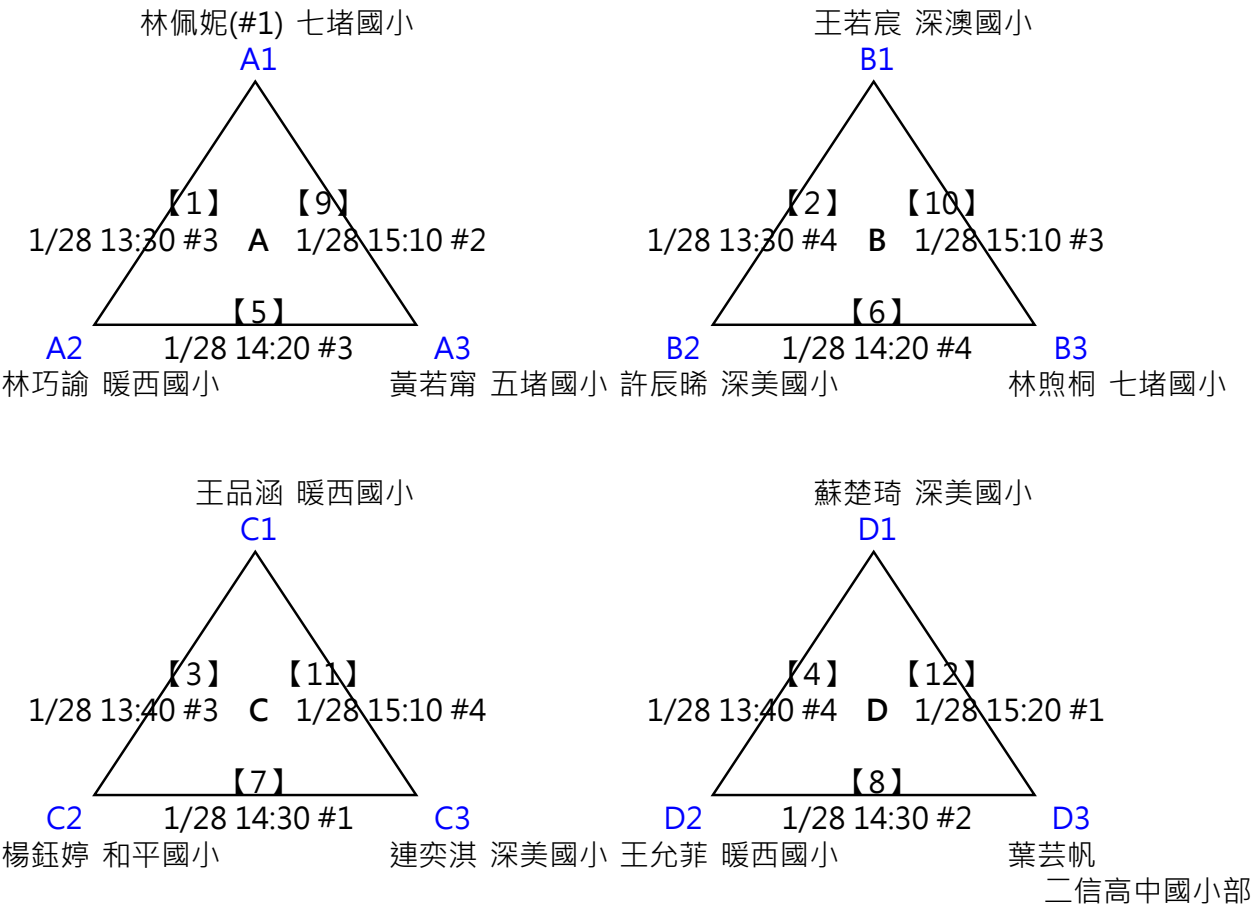 林佩妮(#1) 七堵國小
A1
【1】 【9】
1/28 13:30 #3 A 1/28 15:10 #2
【5】
A2 1/28 14:20 #3 A3
林巧諭 暖西國小 黃若甯 五堵國小
王若宸 深澳國小
B1
【2】 【10】
1/28 13:30 #4 B 1/28 15:10 #3
【6】
B2 1/28 14:20 #4 B3
許辰晞 深美國小 林煦桐 七堵國小
王品涵 暖西國小
C1
【3】 【11】
1/28 13:40 #3 C 1/28 15:10 #4
【7】
C2 1/28 14:30 #1 C3
楊鈺婷 和平國小 連奕淇 深美國小
蘇楚琦 深美國小
D1
【4】 【12】
1/28 13:40 #4 D 1/28 15:20 #1
【8】
D2 1/28 14:30 #2 D3
王允菲 暖西國小 葉芸帆
二信高中國小部